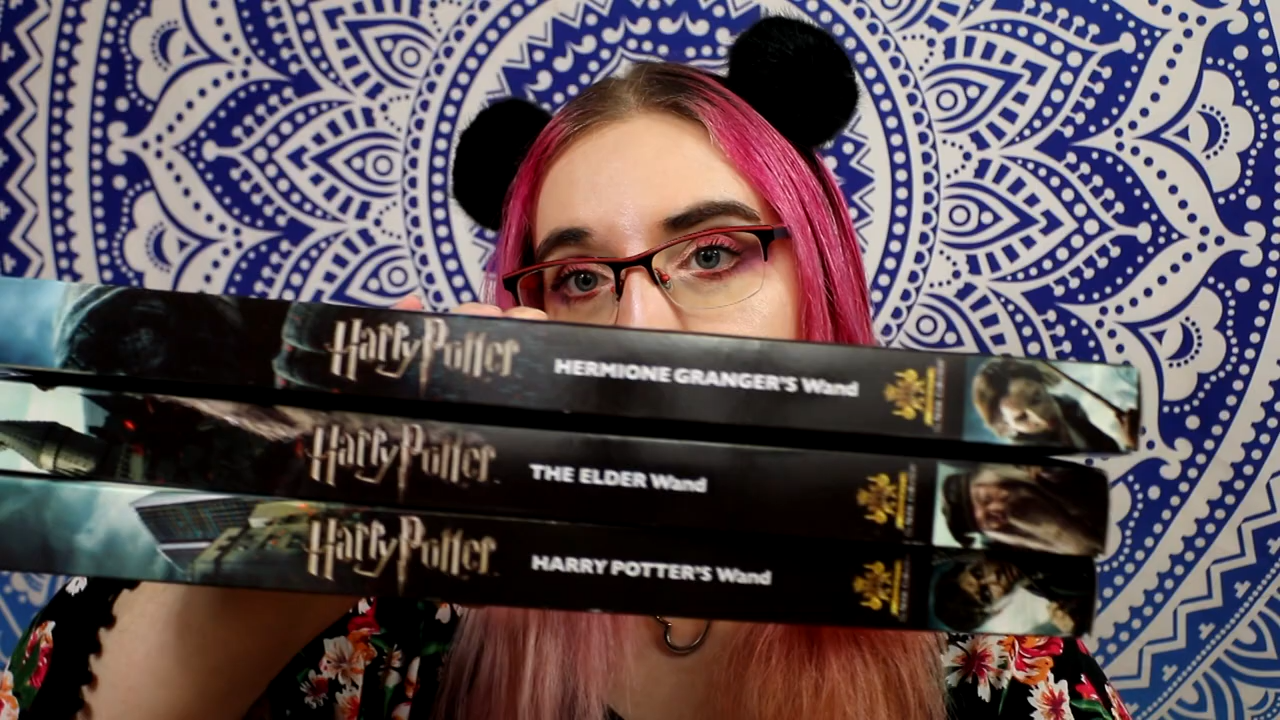 Harry Potter HERMIONE GRANGER'S Wand
Harry Potter THE ELDER Wand
Harry Potter HARRY POTTER'S Wand